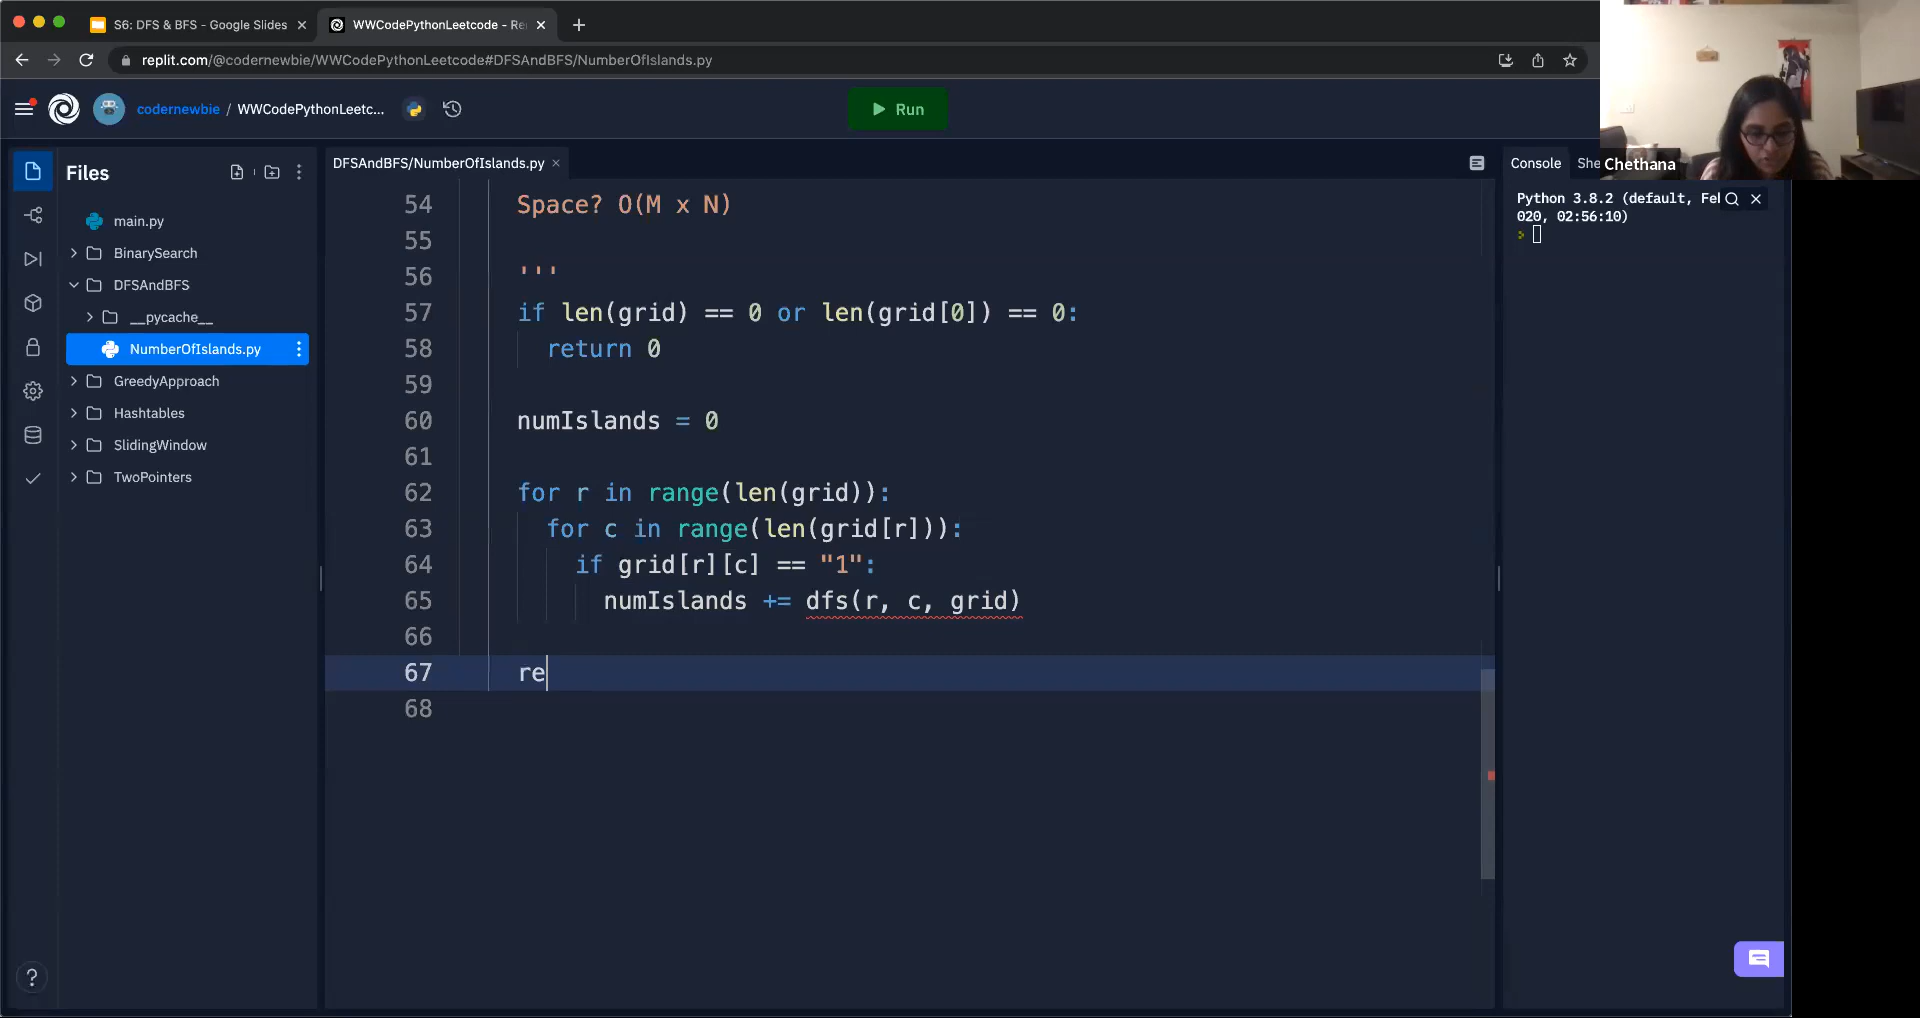 S6: DFS & BFS - Google Slides
WWCodePythonLeetcode - Re
replit.com/@codernewbie/WWCodePythonLeetcode#DFSAndBFS/NumberOfIslands.py
codernewbie / WWCodePythonLeetc...
Run
Files
main.py
BinarySearch
DFSAndBFS
__pycache__
NumberOfIslands.py
GreedyApproach
Hashtables
SlidingWindow
TwoPointers
?
DFSAndBFS/NumberOfIslands.py
54 Space? O(M x N)
55
56 '''
57 if len(grid) == 0 or len(grid[0]) == 0:
58 return 0
59
60 numIslands = 0
61
62 for r in range(len(grid)):
63 for c in range(len(grid[r])):
64 if grid[r][c] == "1":
65 numIslands += dfs(r, c, grid)
66
67 re
68
Console She
Python 3.8.2 (default, Fel
020, 02:56:10)
Chethana